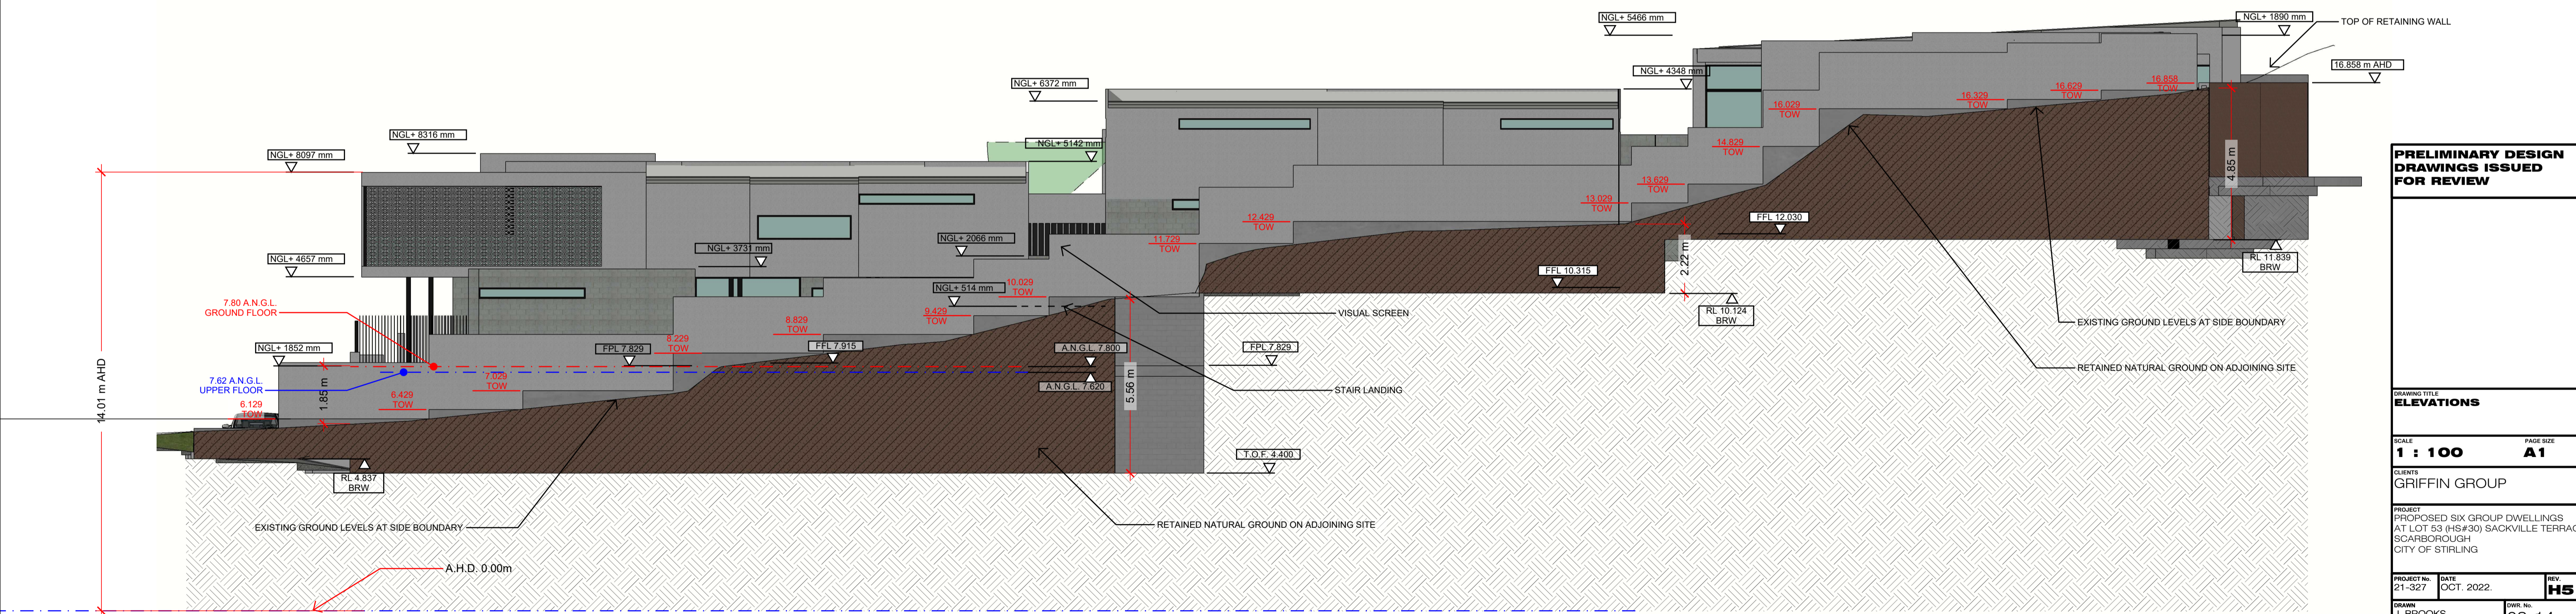 NGL+ 5466 mm
NGL+ 1890 mm
TOP OF RETAINING WALL
16.858 m AHD
NGL+ 4348 mm
NGL+ 6372 mm
16.858
TOW
16.629
TOW
16.329
TOW
16.029
TOW
NGL+ 8316 mm
NGL+ 5142 mm
14.829
TOW
NGL+ 8097 mm
4.85 m
13.629
TOW
13.029
TOW
12.429
TOW
FFL 12.030
11.729
TOW
NGL+ 2066 mm
NGL+ 3731 mm
NGL+ 4657 mm
2.22 m
RL 11.839
BRW
FFL 10.315
10.029
TOW
NGL+ 514 mm
7.80 A.N.G.L.
GROUND FLOOR
9.429
TOW
VISUAL SCREEN
RL 10.124
BRW
8.829
TOW
EXISTING GROUND LEVELS AT SIDE BOUNDARY
8.229
TOW
NGL+ 1852 mm
FPL 7.829
FFL 7.915
A.N.G.L. 7.800
FPL 7.829
RETAINED NATURAL GROUND ON ADJOINING SITE
7.62 A.N.G.L.
UPPER FLOOR
7.029
TOW
A.N.G.L. 7.620
STAIR LANDING
1.85 m
6.429
TOW
5.56 m
6.129
TOW
14.01 m AHD
T.O.F. 4.400
RL 4.837
BRW
EXISTING GROUND LEVELS AT SIDE BOUNDARY
RETAINED NATURAL GROUND ON ADJOINING SITE
A.H.D. 0.00m
PRELIMINARY DESIGN
DRAWINGS ISSUED
FOR REVIEW
DRAWING TITLE
ELEVATIONS
SCALE
PAGE SIZE
1 : 100
A1
CLIENTS
GRIFFIN GROUP
PROJECT
PROPOSED SIX GROUP DWELLINGS
AT LOT 53 (HS#30) SACKVILLE
SCARBOROUGH
CITY OF STIRLING
PROJECT No.
DATE
REV.
21-327
OCT. 2022.
H5
DRAWN
DWR. No.